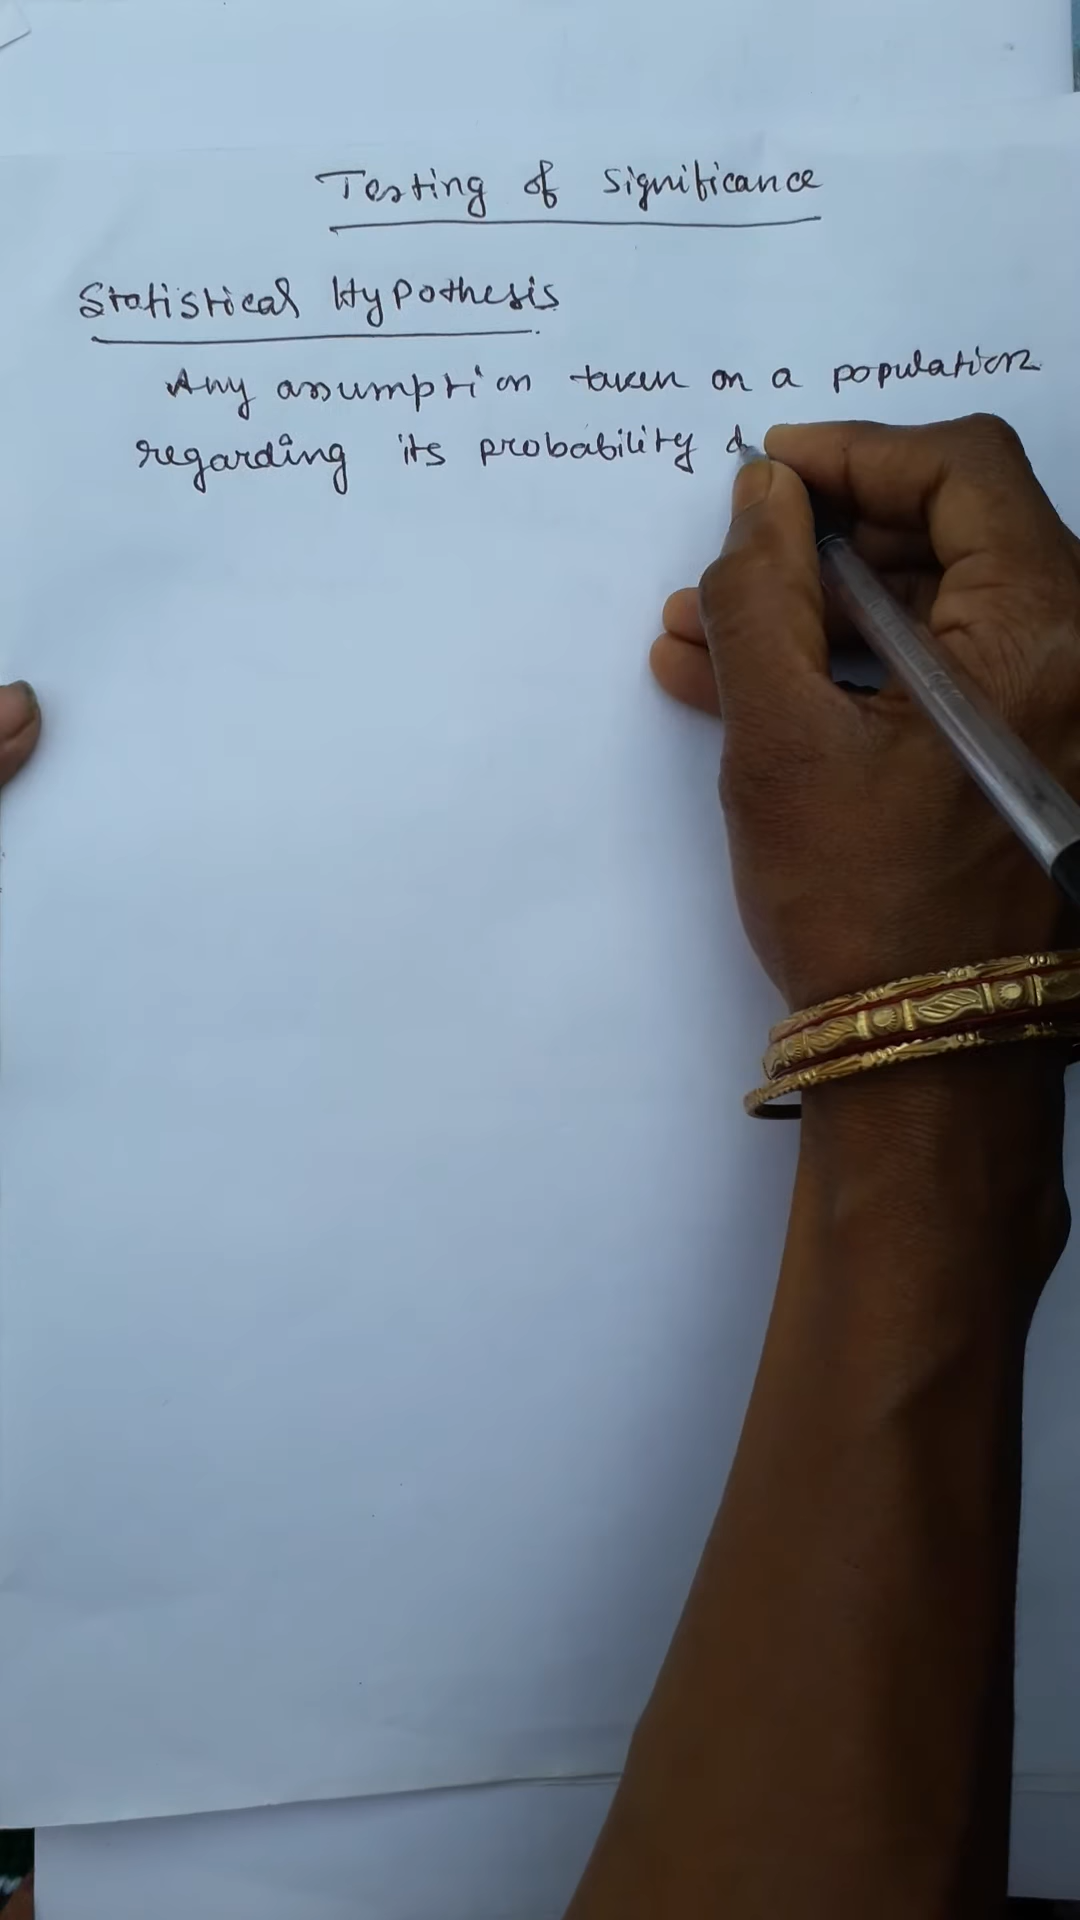 Testing of significance
Statistical Hypothesis
Any assumption taken on a population
regarding its probability d